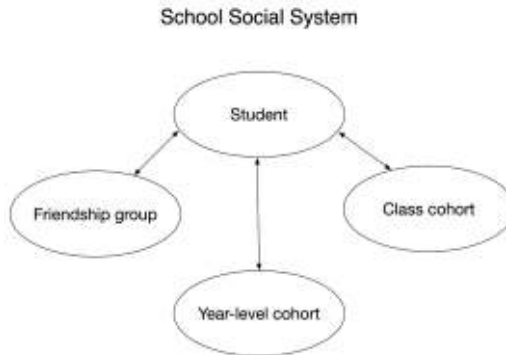 School Social System
Student
Friendship group
Class cohort
Year-level cohort